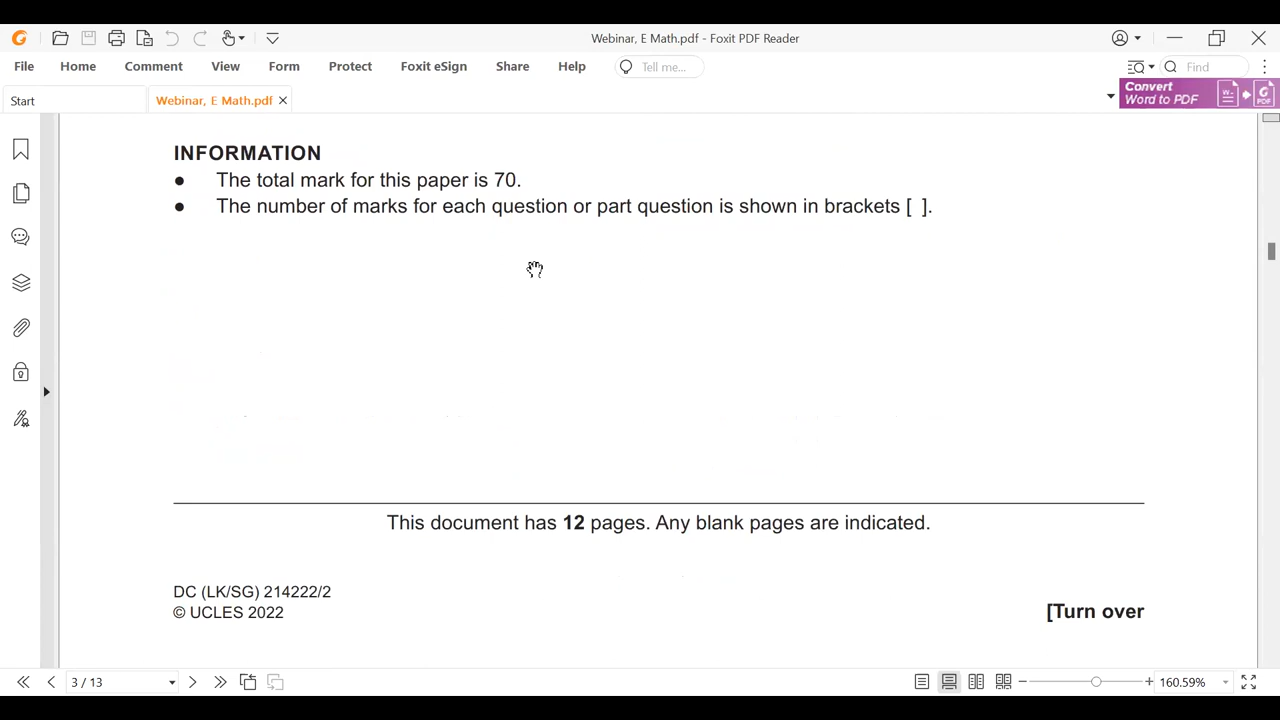 Webinar, E Math.pdf - Foxit PDF Reader
File Home Comment View Form Protect Foxit eSign Share Help Tell me... Find
Start Webinar, E Math.pdf
Convert
Word to PDF
INFORMATION
● The total mark for this paper is 70.
● The number of marks for each question or part question is shown in brackets [ ].
This document has 12 pages. Any blank pages are indicated.
DC (LK/SG) 214222/2
© UCLES 2022
[Turn over
3 / 13 160.59%